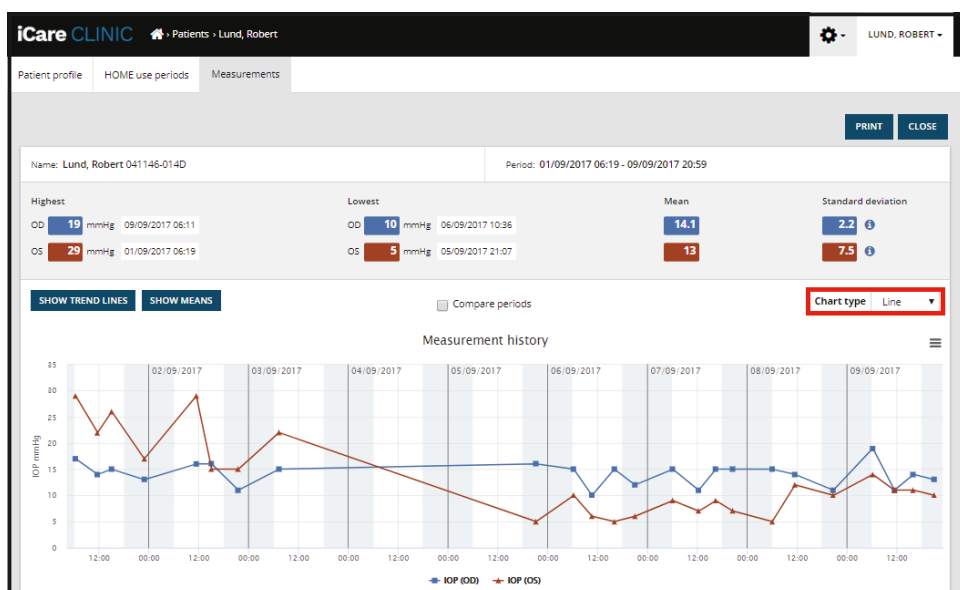 iCare CLINIC › Patients › Lund, Robert LUND, ROBERT
Patient profile HOME use periods Measurements
PRINT CLOSE
Name: Lund, Robert 041146-014D Period: 01/09/2017 06:19 - 09/09/2017 20:59
Highest Lowest Mean Standard deviation
OD 19 mmHg 09/09/2017 06:11 OD 10 mmHg 06/09/2017 10:36 14.1 2.2
OS 29 mmHg 01/09/2017 06:19 OS 5 mmHg 05/09/2017 21:07 13 7.5
SHOW TREND LINES SHOW MEANS Compare periods Chart type Line
Measurement history
35 02/09/2017 03/09/2017 04/09/2017 05/09/2017 06/09/2017 07/09/2017 08/09/2017 09/09/2017
30
25
20
IOP mmHg
15
10
5
0
12:00 00:00 12:00 00:00 12:00 00:00 12:00 00:00 12:00 00:00 12:00 00:00 12:00 00:00 12:00 00:00 12:00
IOP (OD) IOP (OS)